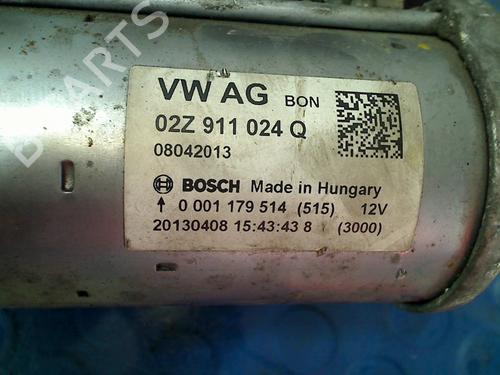 VW AG BON
02Z 911 024 Q
08042013
BOSCH Made in Hungary
↑ 0 001 179 514 (515) 12V
20130408 15:43:43 8 (3000)